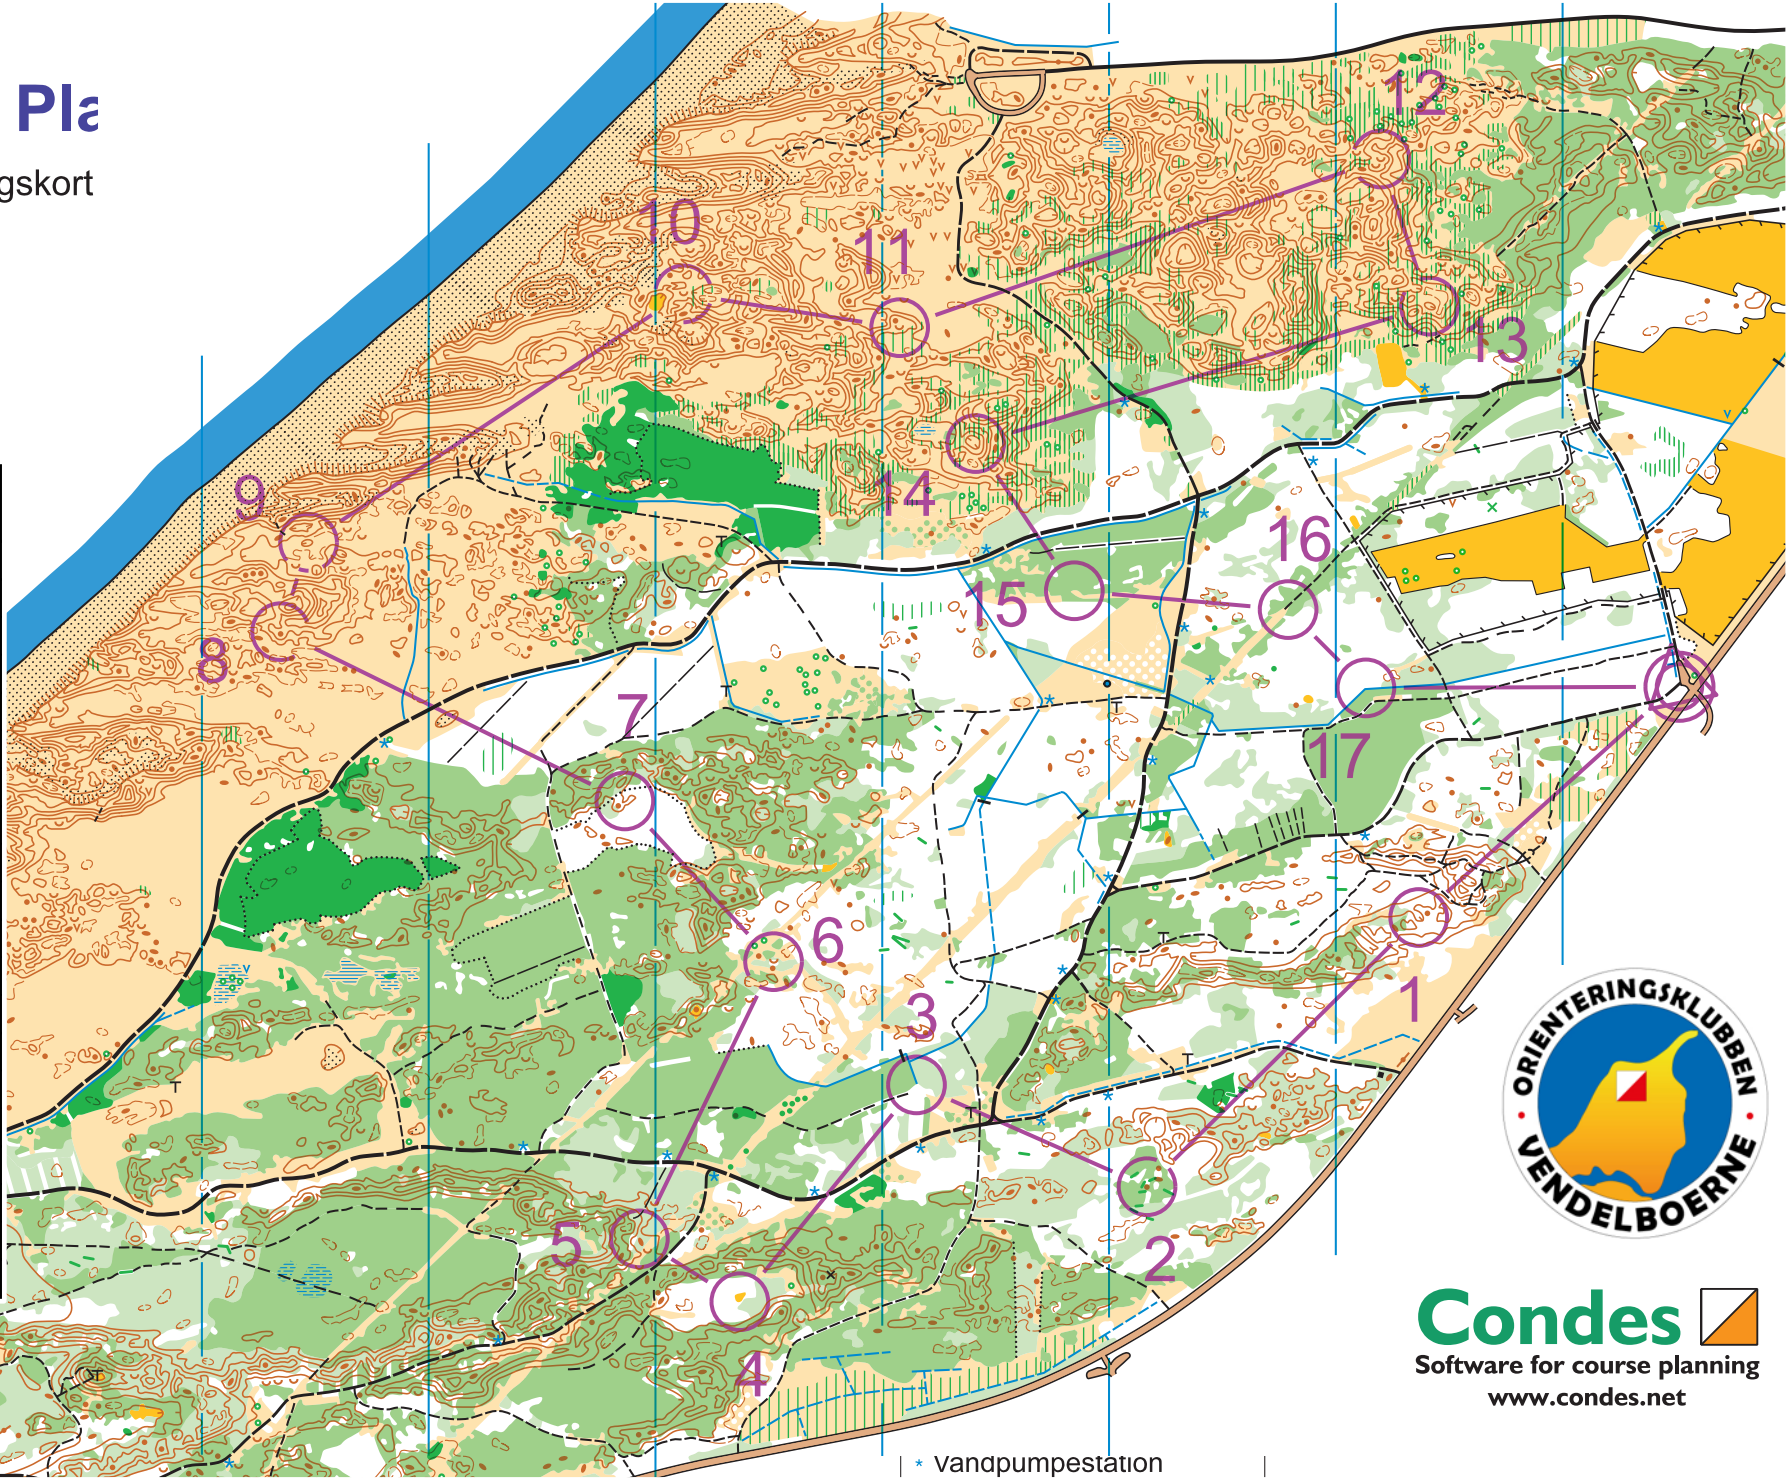 Pla
gskort
12
10
11
13
9
14
16
15
8
7
17
6
1
3
5
2
4
ORIENTERINGSKLUBBEN
VENDELBOERNE
Condes
Software for course planning
www.condes.net
* Vandpumpestation